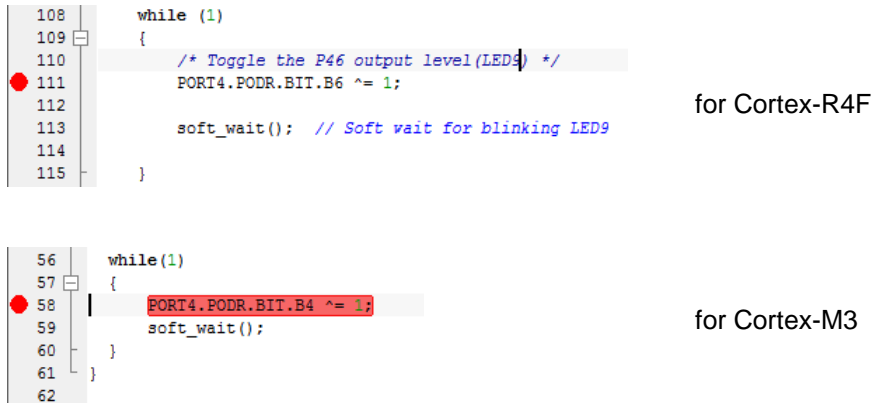 108 while (1)
109 {
110 /* Toggle the P46 output level(LED9) */
111 PORT4.PODR.BIT.B6 ^= 1;
112
113 soft_wait(); // Soft wait for blinking LED9
114
115 }
for Cortex-R4F
56 while(1)
57 {
58 PORT4.PODR.BIT.B4 ^= 1;
59 soft_wait();
60 }
61 }
62
for Cortex-M3